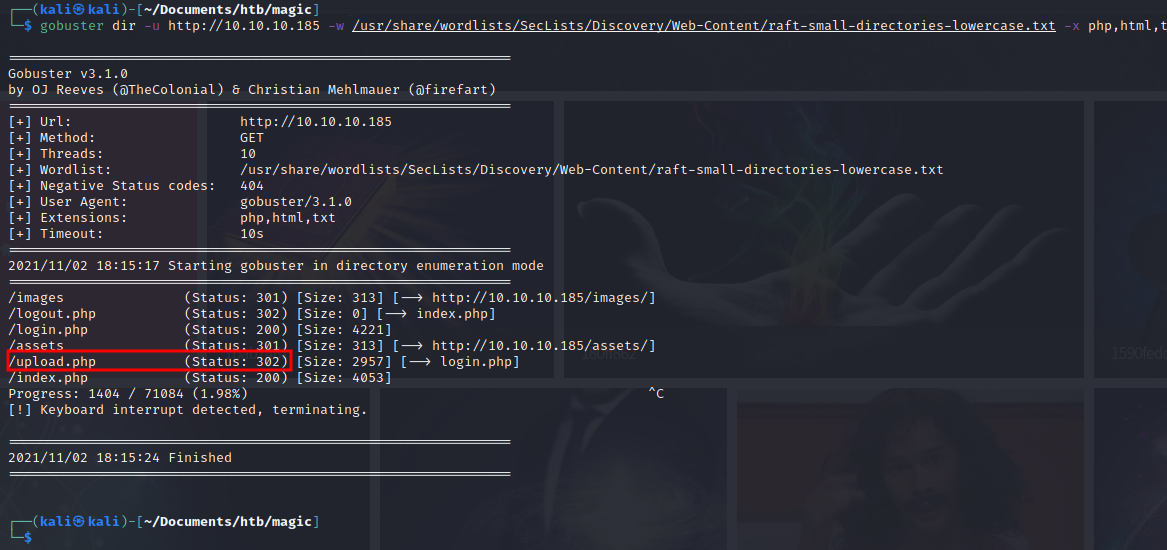 ┌──(kali㉿kali)-[~/Documents/htb/magic]
└─$ gobuster dir -u http://10.10.10.185 -w /usr/share/wordlists/SecLists/Discovery/Web-Content/raft-small-directories-lowercase.txt -x php,html,t
===============================================================
Gobuster v3.1.0
by OJ Reeves (@TheColonial) & Christian Mehlmauer (@firefart)
===============================================================
[+] Url:                     http://10.10.10.185
[+] Method:                  GET
[+] Threads:                 10
[+] Wordlist:                /usr/share/wordlists/SecLists/Discovery/Web-Content/raft-small-directories-lowercase.txt
[+] Negative Status codes:   404
[+] User Agent:              gobuster/3.1.0
[+] Extensions:              php,html,txt
[+] Timeout:                 10s
===============================================================
2021/11/02 18:15:17 Starting gobuster in directory enumeration mode
===============================================================
/images               (Status: 301) [Size: 313] [--> http://10.10.10.185/images/]
/logout.php           (Status: 302) [Size: 0] [--> index.php]
/login.php            (Status: 200) [Size: 4221]
/assets               (Status: 301) [Size: 313] [--> http://10.10.10.185/assets/]
/upload.php           (Status: 302) [Size: 2957] [--> login.php]
/index.php            (Status: 200) [Size: 4053]
Progress: 1404 / 71084 (1.98%)                                                  ^C
[!] Keyboard interrupt detected, terminating.
===============================================================
2021/11/02 18:15:24 Finished
===============================================================
┌──(kali㉿kali)-[~/Documents/htb/magic]
└─$